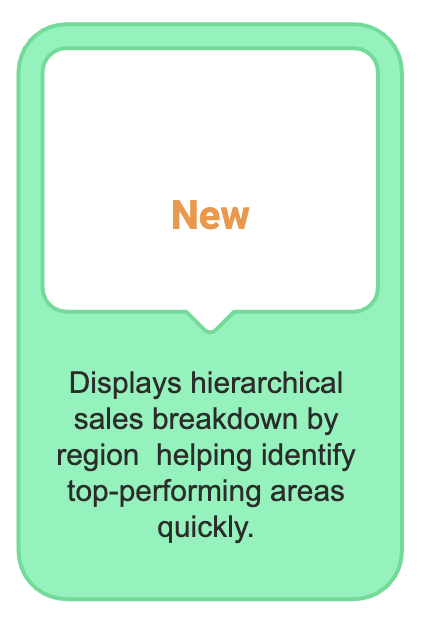 New
Displays hierarchical
sales breakdown by
region  helping identify
top-performing areas
quickly.